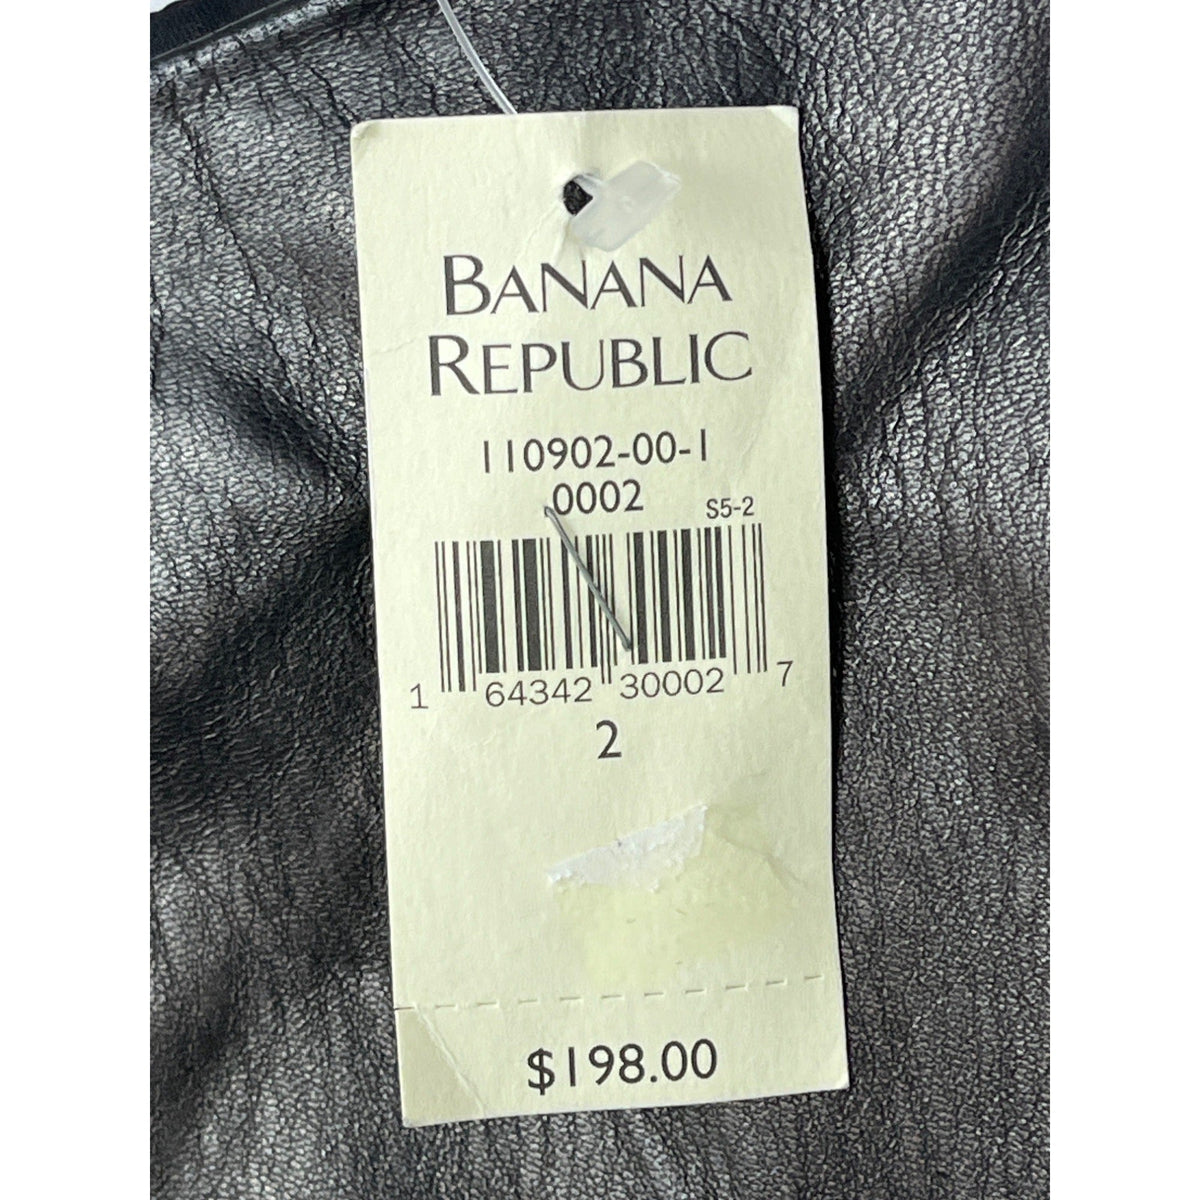 BANANA
REPUBLIC
110902-00-1
0002
S5-2
1 64342 30002 7
2
$198.00